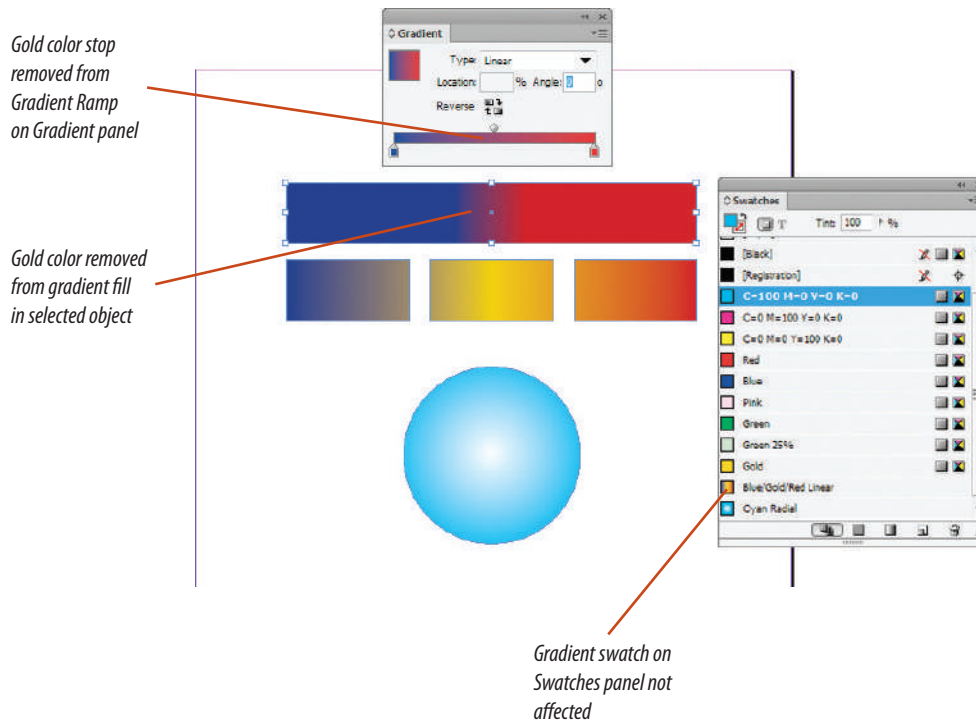 Gold color stop
removed from
Gradient Ramp
on Gradient panel
Gradient
Type: Linear
Location: % Angle: 0 o
Reverse
Gold color removed
from gradient fill
in selected object
Swatches
T Tint: 100 %
[Black]
[Registration]
C=100 M=0 Y=0 K=0
C=0 M=100 Y=0 K=0
C=0 M=0 Y=100 K=0
Red
Blue
Pink
Green
Green 25%
Gold
Blue/Gold/Red Linear
Cyan Radial
Gradient swatch on
Swatches panel not
affected